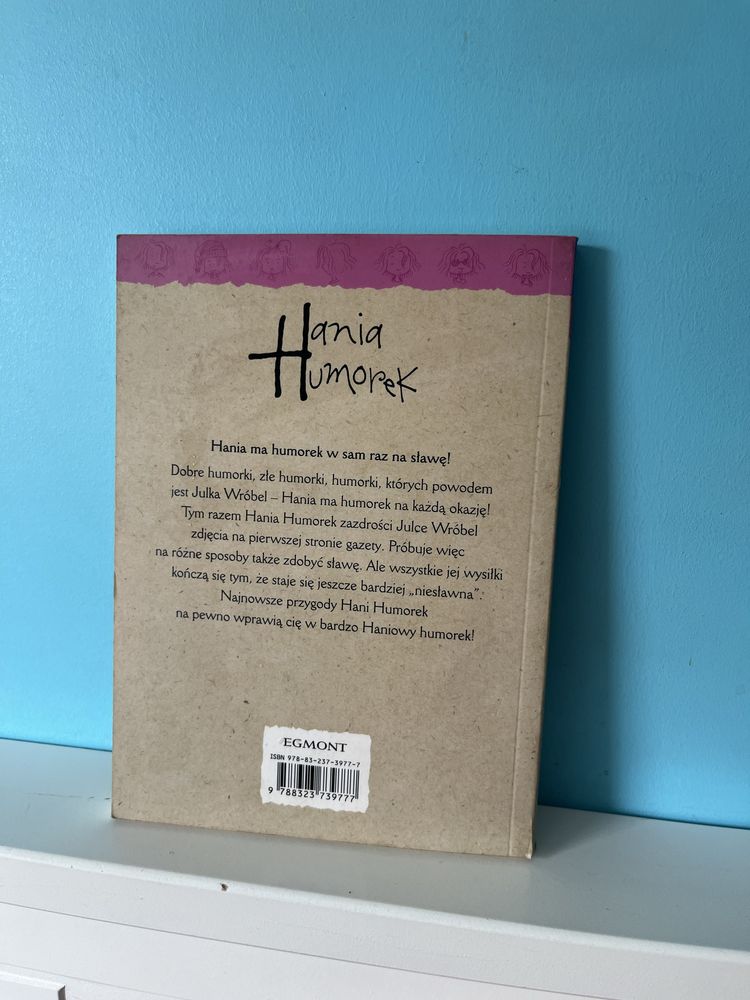 Hania
Humorek
Hania ma humorek w sam raz na sławę!
Dobre humorki, złe humorki, humorki, których powodem
jest Julka Wróbel – Hania ma humorek na każdą okazję!
Tym razem Hania Humorek zazdrości Julce Wróbel
zdjęcia na pierwszej stronie gazety. Próbuje więc
na różne sposoby także zdobyć sławę. Ale wszystkie jej wysiłki
kończą się tym, że staje się jeszcze bardziej „niesławna”.
Najnowsze przygody Hani Humorek
na pewno wprawią cię w bardzo Haniowy humorek!
EGMONT
ISBN 978-83-237-3977-7
9 788323 739777